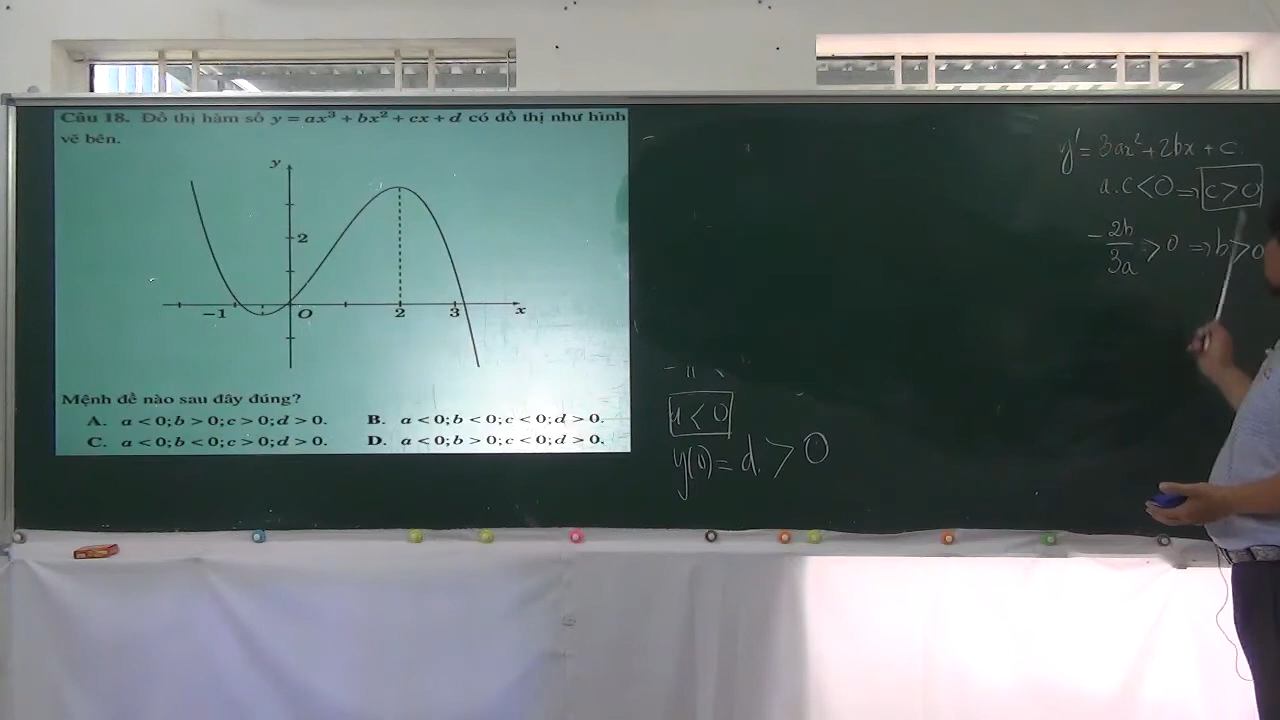 Câu 18. Đồ thị hàm số y = ax³ + bx² + cx + d có đồ thị như hình
vẽ bên.
y
2
-1
O
2
3
x
Mệnh đề nào sau đây đúng?
A. a < 0; b > 0; c > 0; d > 0.
B. a < 0; b < 0; c < 0; d > 0.
C. a < 0; b < 0; c > 0; d > 0.
D. a < 0; b > 0; c < 0; d > 0.
a < 0
y(0) = d > 0
y' = 3ax² + 2bx + c
a.c < 0 ⇒ c > 0
-2b/3a > 0 ⇒ b > 0